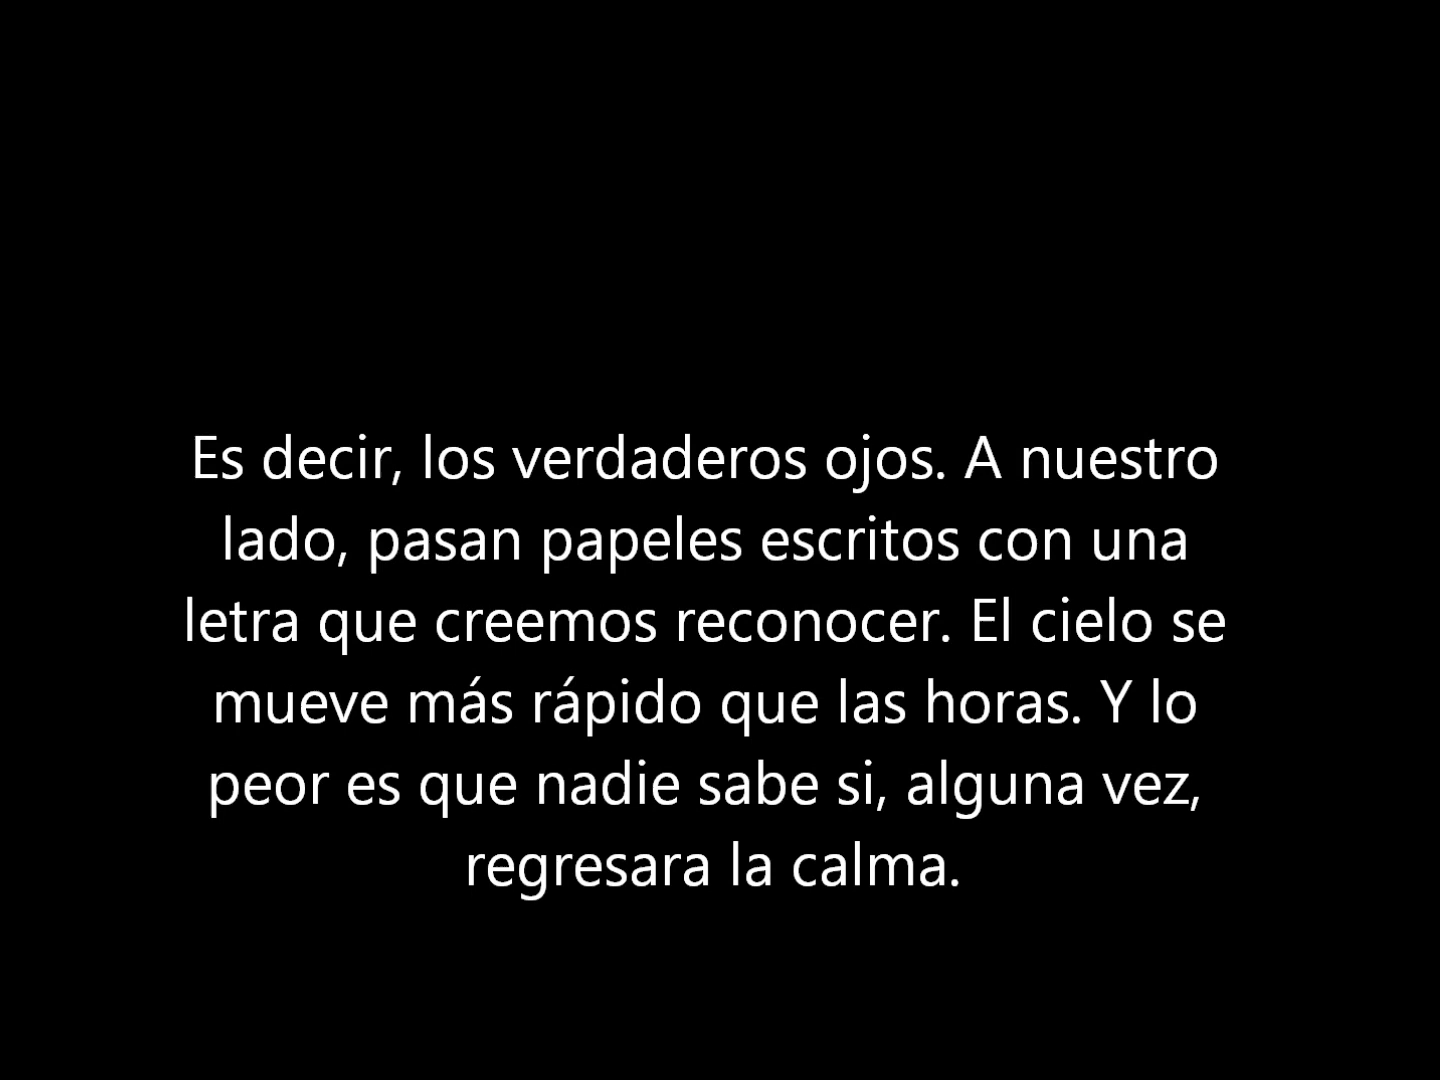 Es decir, los verdaderos ojos. A nuestro
lado, pasan papeles escritos con una
letra que creemos reconocer. El cielo se
mueve más rápido que las horas. Y lo
peor es que nadie sabe si, alguna vez,
regresara la calma.